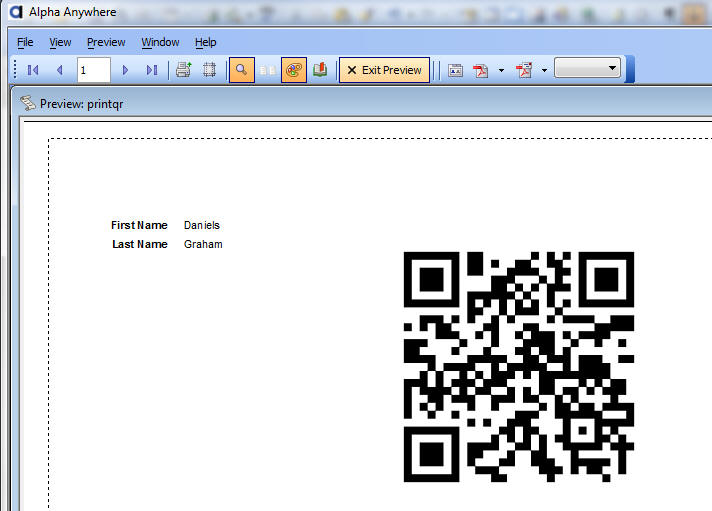 Alpha Anywhere
File View Preview Window Help
1 Exit Preview
Preview: printqr
First Name Daniels
Last Name Graham